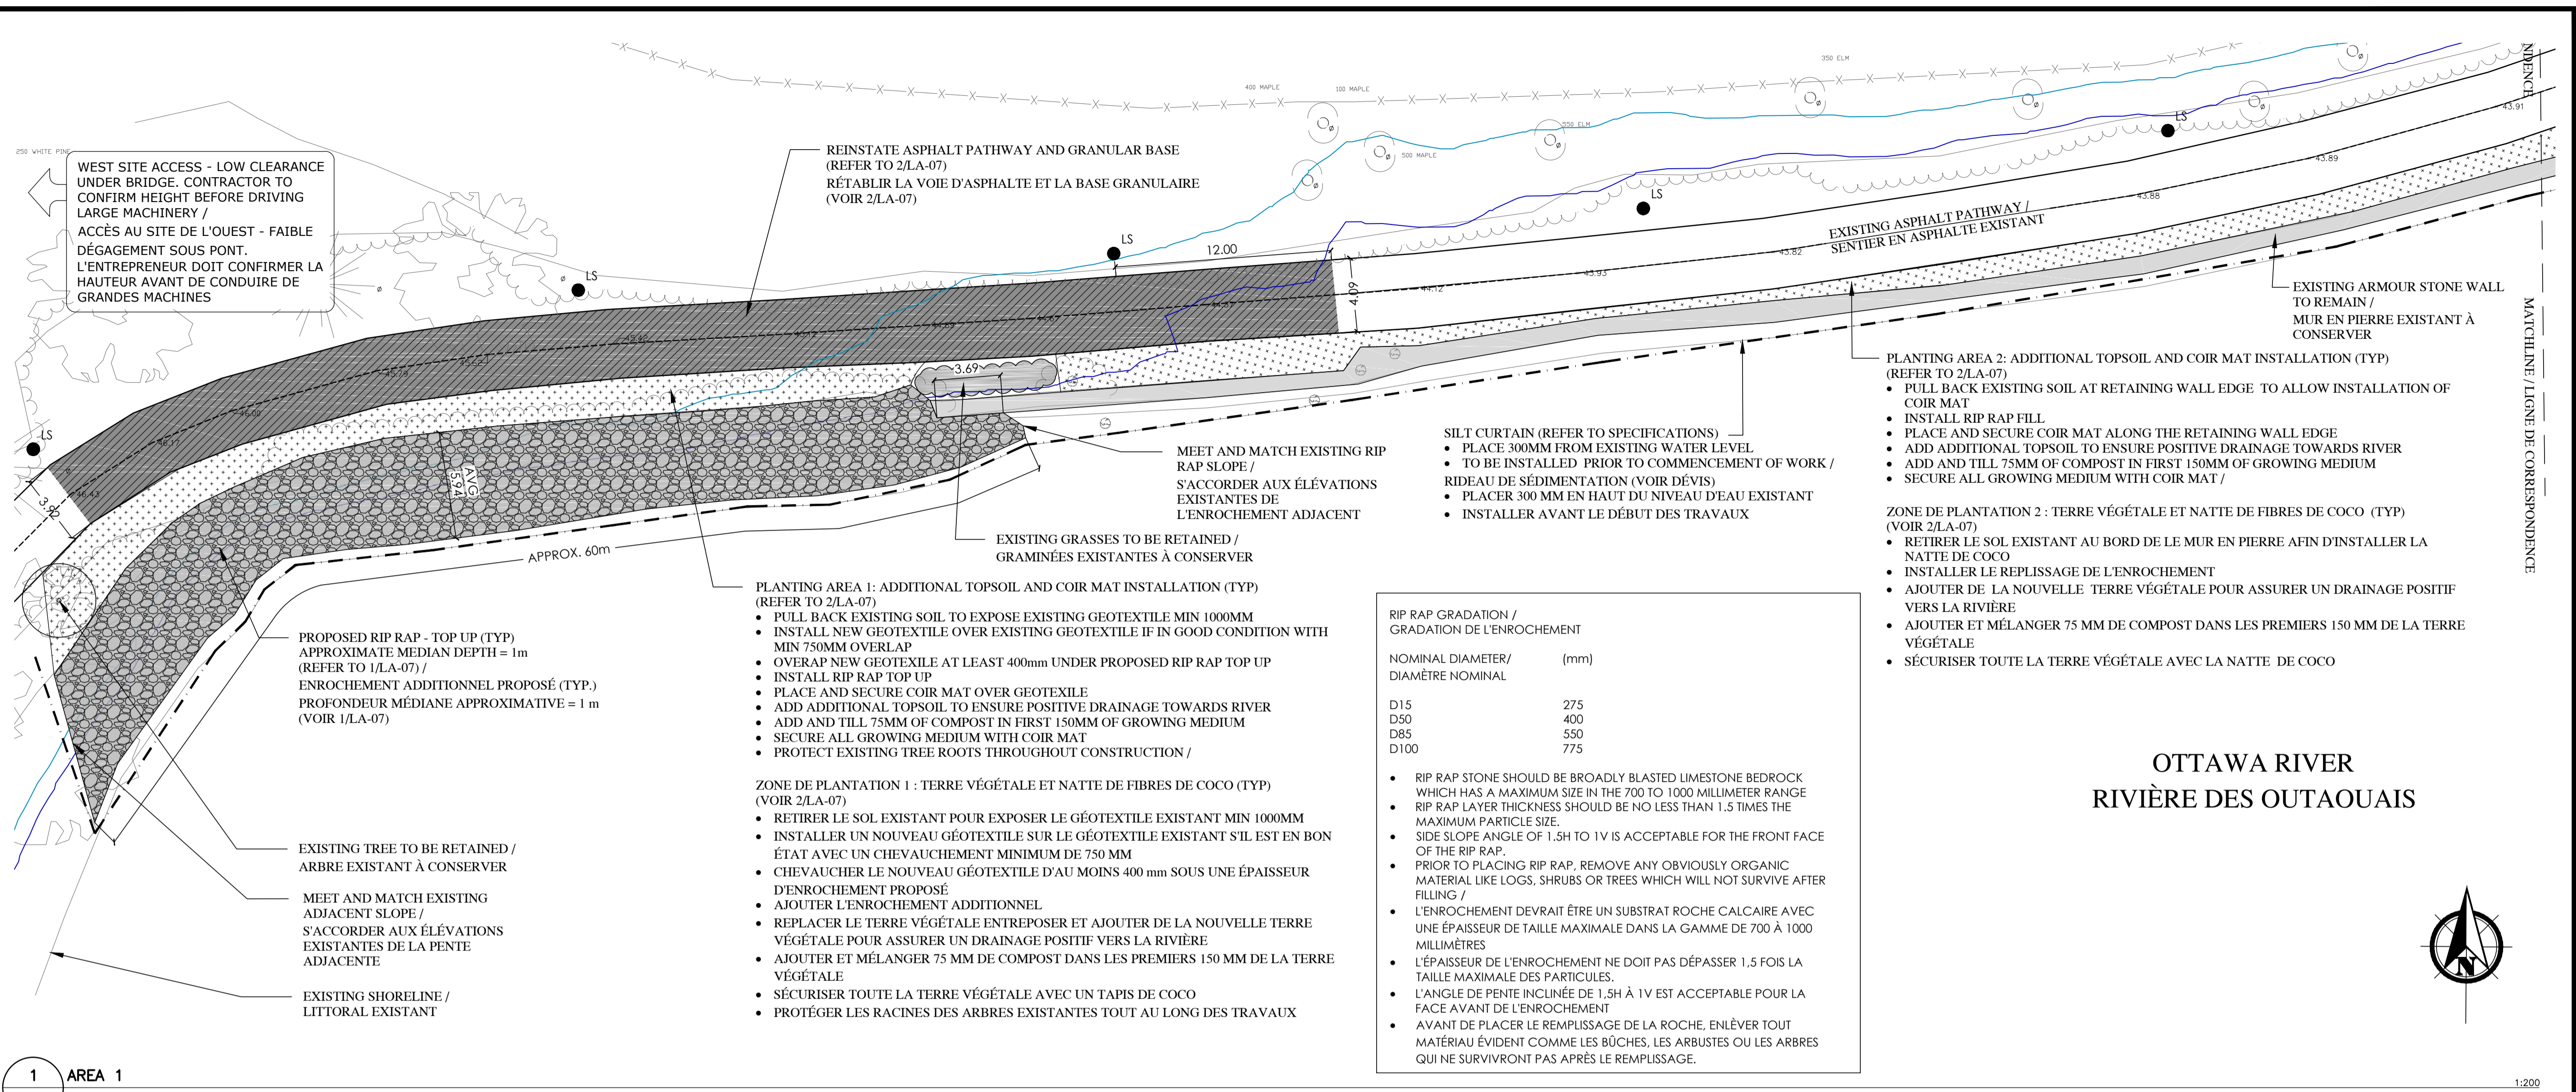 250 WHITE PINE
WEST SITE ACCESS - LOW CLEARANCE
UNDER BRIDGE. CONTRACTOR TO
CONFIRM HEIGHT BEFORE DRIVING
LARGE MACHINERY /
ACCÈS AU SITE DE L'OUEST - FAIBLE
DÉGAGEMENT SOUS PONT.
L'ENTREPRENEUR DOIT CONFIRMER LA
HAUTEUR AVANT DE CONDUIRE DE
GRANDES MACHINES
REINSTATE ASPHALT PATHWAY AND GRANULAR BASE
(REFER TO 2/LA-07)
RÉTABLIR LA VOIE D'ASPHALTE ET LA BASE GRANULAIRE
(VOIR 2/LA-07)
400 MAPLE
100 MAPLE
500 MAPLE
550 ELM
350 ELM
LS
LS
LS
LS
LS
12.00
4.09
3.69
3.92
AVG
5.94
APPROX. 60m
46.43
46.17
46.00
44.12
43.93
43.82
43.88
43.89
43.91
EXISTING ASPHALT PATHWAY /
SENTIER EN ASPHALTE EXISTANT
NDENCE
MATCHLINE / LIGNE DE CORRESPONDENCE
EXISTING ARMOUR STONE WALL
TO REMAIN /
MUR EN PIERRE EXISTANT À
CONSERVER
PLANTING AREA 2: ADDITIONAL TOPSOIL AND COIR MAT INSTALLATION (TYP)
(REFER TO 2/LA-07)
• PULL BACK EXISTING SOIL AT RETAINING WALL EDGE TO ALLOW INSTALLATION OF
COIR MAT
• INSTALL RIP RAP FILL
• PLACE AND SECURE COIR MAT ALONG THE RETAINING WALL EDGE
• ADD ADDITIONAL TOPSOIL TO ENSURE POSITIVE DRAINAGE TOWARDS RIVER
• ADD AND TILL 75MM OF COMPOST IN FIRST 150MM OF GROWING MEDIUM
• SECURE ALL GROWING MEDIUM WITH COIR MAT /
ZONE DE PLANTATION 2 : TERRE VÉGÉTALE ET NATTE DE FIBRES DE COCO (TYP)
(VOIR 2/LA-07)
• RETIRER LE SOL EXISTANT AU BORD DE LE MUR EN PIERRE AFIN D'INSTALLER LA
NATTE DE COCO
• INSTALLER LE REPLISSAGE DE L'ENROCHEMENT
• AJOUTER DE LA NOUVELLE TERRE VÉGÉTALE POUR ASSURER UN DRAINAGE POSITIF
VERS LA RIVIÈRE
• AJOUTER ET MÉLANGER 75 MM DE COMPOST DANS LES PREMIERS 150 MM DE LA TERRE
VÉGÉTALE
• SÉCURISER TOUTE LA TERRE VÉGÉTALE AVEC LA NATTE DE COCO
MEET AND MATCH EXISTING RIP
RAP SLOPE /
S'ACCORDER AUX ÉLÉVATIONS
EXISTANTES DE
L'ENROCHEMENT ADJACENT
SILT CURTAIN (REFER TO SPECIFICATIONS)
• PLACE 300MM FROM EXISTING WATER LEVEL
• TO BE INSTALLED PRIOR TO COMMENCEMENT OF WORK /
RIDEAU DE SÉDIMENTATION (VOIR DÉVIS)
• PLACER 300 MM EN HAUT DU NIVEAU D'EAU EXISTANT
• INSTALLER AVANT LE DÉBUT DES TRAVAUX
EXISTING GRASSES TO BE RETAINED /
GRAMINÉES EXISTANTES À CONSERVER
PLANTING AREA 1: ADDITIONAL TOPSOIL AND COIR MAT INSTALLATION (TYP)
(REFER TO 2/LA-07)
• PULL BACK EXISTING SOIL TO EXPOSE EXISTING GEOTEXTILE MIN 1000MM
• INSTALL NEW GEOTEXTILE OVER EXISTING GEOTEXTILE IF IN GOOD CONDITION WITH
MIN 750MM OVERLAP
• OVERAP NEW GEOTEXILE AT LEAST 400mm UNDER PROPOSED RIP RAP TOP UP
• INSTALL RIP RAP TOP UP
• PLACE AND SECURE COIR MAT OVER GEOTEXILE
• ADD ADDITIONAL TOPSOIL TO ENSURE POSITIVE DRAINAGE TOWARDS RIVER
• ADD AND TILL 75MM OF COMPOST IN FIRST 150MM OF GROWING MEDIUM
• SECURE ALL GROWING MEDIUM WITH COIR MAT
• PROTECT EXISTING TREE ROOTS THROUGHOUT CONSTRUCTION /
ZONE DE PLANTATION 1 : TERRE VÉGÉTALE ET NATTE DE FIBRES DE COCO (TYP)
(VOIR 2/LA-07)
• RETIRER LE SOL EXISTANT POUR EXPOSER LE GÉOTEXTILE EXISTANT MIN 1000MM
• INSTALLER UN NOUVEAU GÉOTEXTILE SUR LE GÉOTEXTILE EXISTANT S'IL EST EN BON
ÉTAT AVEC UN CHEVAUCHEMENT MINIMUM DE 750 MM
• CHEVAUCHER LE NOUVEAU GÉOTEXTILE D'AU MOINS 400 mm SOUS UNE ÉPAISSEUR
D'ENROCHEMENT PROPOSÉ
• AJOUTER L'ENROCHEMENT ADDITIONNEL
• REPLACER LE TERRE VÉGÉTALE ENTREPOSER ET AJOUTER DE LA NOUVELLE TERRE
VÉGÉTALE POUR ASSURER UN DRAINAGE POSITIF VERS LA RIVIÈRE
• AJOUTER ET MÉLANGER 75 MM DE COMPOST DANS LES PREMIERS 150 MM DE LA TERRE
VÉGÉTALE
• SÉCURISER TOUTE LA TERRE VÉGÉTALE AVEC UN TAPIS DE COCO
• PROTÉGER LES RACINES DES ARBRES EXISTANTES TOUT AU LONG DES TRAVAUX
PROPOSED RIP RAP - TOP UP (TYP)
APPROXIMATE MEDIAN DEPTH = 1m
(REFER TO 1/LA-07) /
ENROCHEMENT ADDITIONNEL PROPOSÉ (TYP.)
PROFONDEUR MÉDIANE APPROXIMATIVE = 1 m
(VOIR 1/LA-07)
EXISTING TREE TO BE RETAINED /
ARBRE EXISTANT À CONSERVER
MEET AND MATCH EXISTING
ADJACENT SLOPE /
S'ACCORDER AUX ÉLÉVATIONS
EXISTANTES DE LA PENTE
ADJACENTE
EXISTING SHORELINE /
LITTORAL EXISTANT
RIP RAP GRADATION /
GRADATION DE L'ENROCHEMENT
NOMINAL DIAMETER/ (mm)
DIAMÈTRE NOMINAL
D15 275
D50 400
D85 550
D100 775
• RIP RAP STONE SHOULD BE BROADLY BLASTED LIMESTONE BEDROCK
WHICH HAS A MAXIMUM SIZE IN THE 700 TO 1000 MILLIMETER RANGE
• RIP RAP LAYER THICKNESS SHOULD BE NO LESS THAN 1.5 TIMES THE
MAXIMUM PARTICLE SIZE.
• SIDE SLOPE ANGLE OF 1.5H TO 1V IS ACCEPTABLE FOR THE FRONT FACE
OF THE RIP RAP.
• PRIOR TO PLACING RIP RAP, REMOVE ANY OBVIOUSLY ORGANIC
MATERIAL LIKE LOGS, SHRUBS OR TREES WHICH WILL NOT SURVIVE AFTER
FILLING /
• L'ENROCHEMENT DEVRAIT ÊTRE UN SUBSTRAT ROCHE CALCAIRE AVEC
UNE ÉPAISSEUR DE TAILLE MAXIMALE DANS LA GAMME DE 700 À 1000
MILLIMÈTRES
• L'ÉPAISSEUR DE L'ENROCHEMENT NE DOIT PAS DÉPASSER 1,5 FOIS LA
TAILLE MAXIMALE DES PARTICULES.
• L'ANGLE DE PENTE INCLINÉE DE 1,5H À 1V EST ACCEPTABLE POUR LA
FACE AVANT DE L'ENROCHEMENT
• AVANT DE PLACER LE REMPLISSAGE DE LA ROCHE, ENLÈVER TOUT
MATÉRIAU ÉVIDENT COMME LES BÛCHES, LES ARBUSTES OU LES ARBRES
QUI NE SURVIVRONT PAS APRÈS LE REMPLISSAGE.
OTTAWA RIVER
RIVIÈRE DES OUTAOUAIS
N
1 AREA 1
1:200